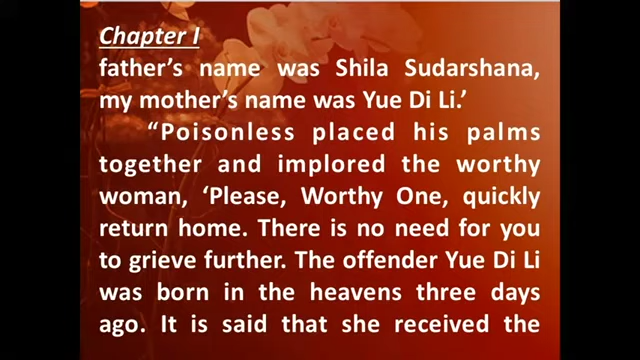 Chapter I
father's name was Shila Sudarshana,
my mother's name was Yue Di Li.'
“Poisonless placed his palms
together and implored the worthy
woman, ‘Please, Worthy One, quickly
return home. There is no need for you
to grieve further. The offender Yue Di Li
was born in the heavens three days
ago. It is said that she received the